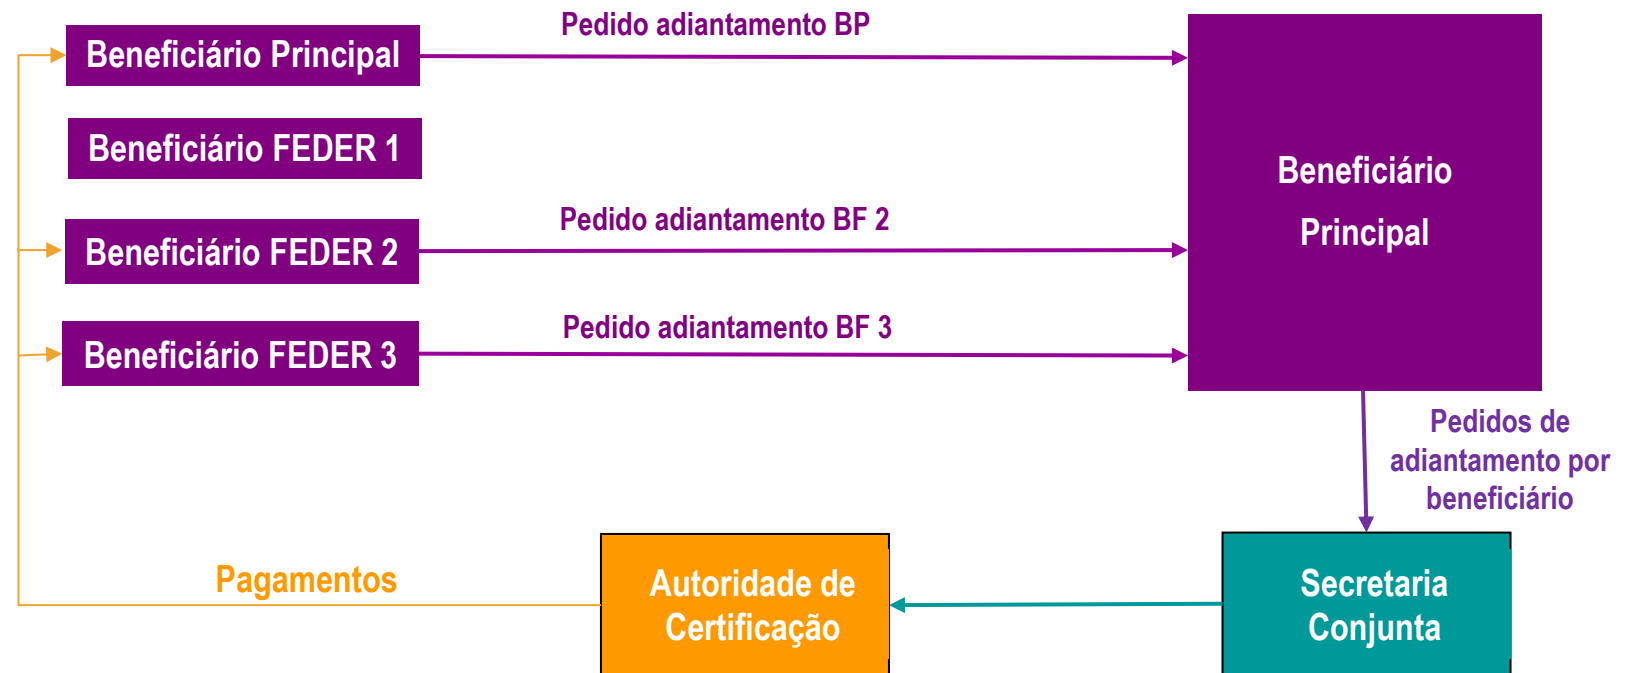 Pedido adiantamento BP
Beneficiário Principal
Beneficiário FEDER 1
Pedido adiantamento BF 2
Beneficiário FEDER 2
Pedido adiantamento BF 3
Beneficiário FEDER 3
Beneficiário
Principal
Pedidos de
adiantamento por
beneficiário
Pagamentos
Autoridade de
Certificação
Secretaria
Conjunta